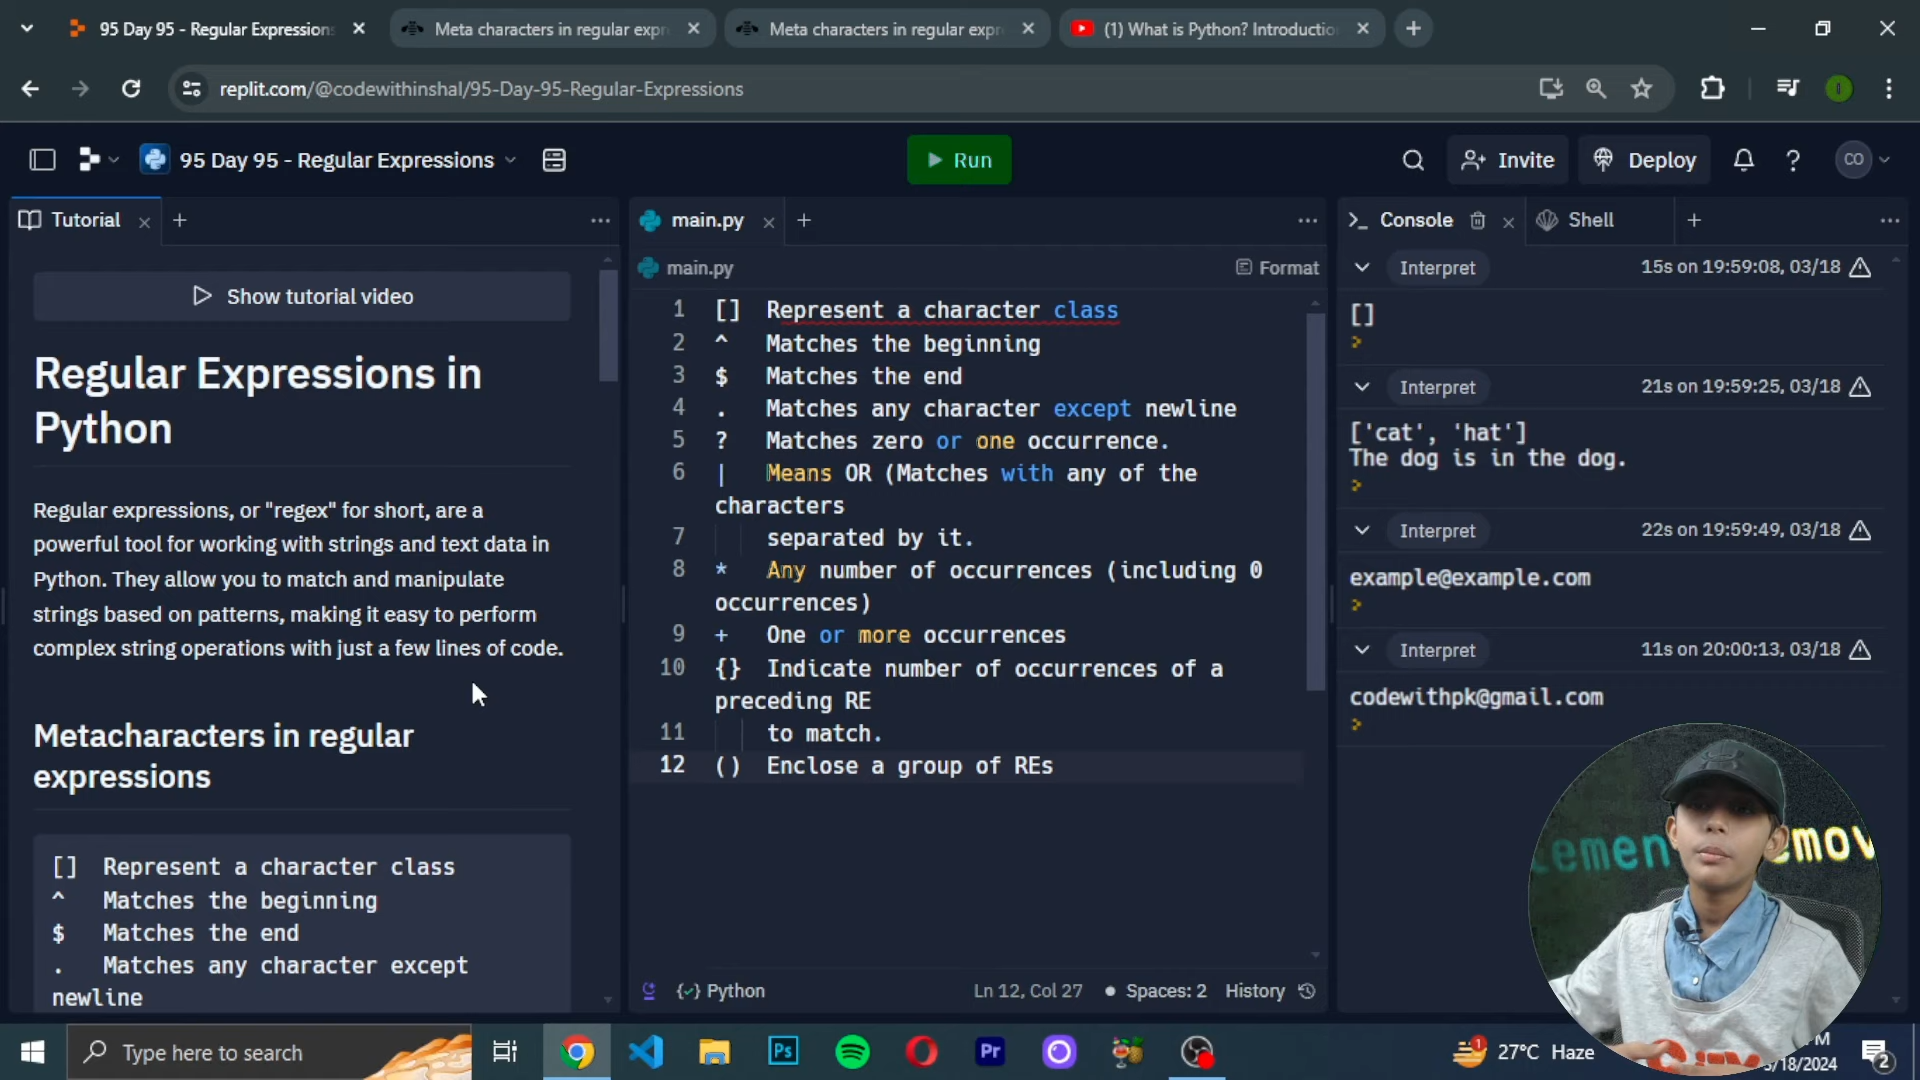 95 Day 95 - Regular Expressions
Meta characters in regular expr
Meta characters in regular expr
(1) What is Python? Introductio
replit.com/@codewithinshal/95-Day-95-Regular-Expressions
95 Day 95 - Regular Expressions
Run
Invite
Deploy
CO
Tutorial
main.py
Console
Shell
main.py
Format
Show tutorial video
Regular Expressions in
Python
Regular expressions, or "regex" for short, are a
powerful tool for working with strings and text data in
Python. They allow you to match and manipulate
strings based on patterns, making it easy to perform
complex string operations with just a few lines of code.
Metacharacters in regular
expressions
[] Represent a character class
^ Matches the beginning
$ Matches the end
. Matches any character except
newline
1 [] Represent a character class
2 ^ Matches the beginning
3 $ Matches the end
4 . Matches any character except newline
5 ? Matches zero or one occurrence.
6 | Means OR (Matches with any of the
characters
7 separated by it.
8 * Any number of occurrences (including 0
occurrences)
9 + One or more occurrences
10 {} Indicate number of occurrences of a
preceding RE
11 to match.
12 () Enclose a group of REs
Python
Ln 12, Col 27
Spaces: 2
History
Interpret
15s on 19:59:08, 03/18
[]
Interpret
21s on 19:59:25, 03/18
['cat', 'hat']
The dog is in the dog.
Interpret
22s on 19:59:49, 03/18
example@example.com
Interpret
11s on 20:00:13, 03/18
codewithpk@gmail.com
Type here to search
Ps
Pr
1
27°C Haze
2